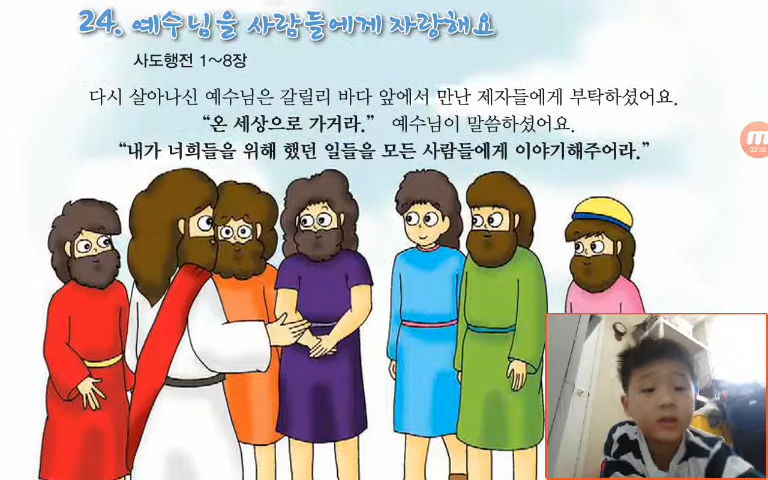 24. 예수님을 사람들에게 자랑해요
사도행전 1~8장
다시 살아나신 예수님은 갈릴리 바다 앞에서 만난 제자들에게 부탁하셨어요.
“온 세상으로 가거라.” 예수님이 말씀하셨어요.
“내가 너희들을 위해 했던 일들을 모든 사람들에게 이야기해주어라.”